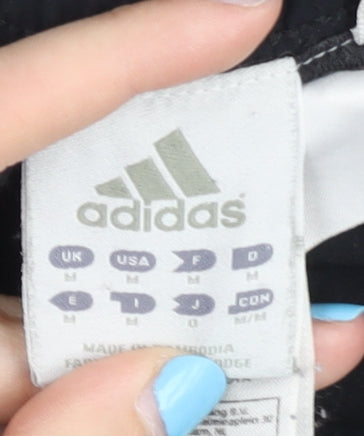 adidas
UK USA F D
M M M M
E I J CON
M M O M/M
MADE IN CAMBODIA